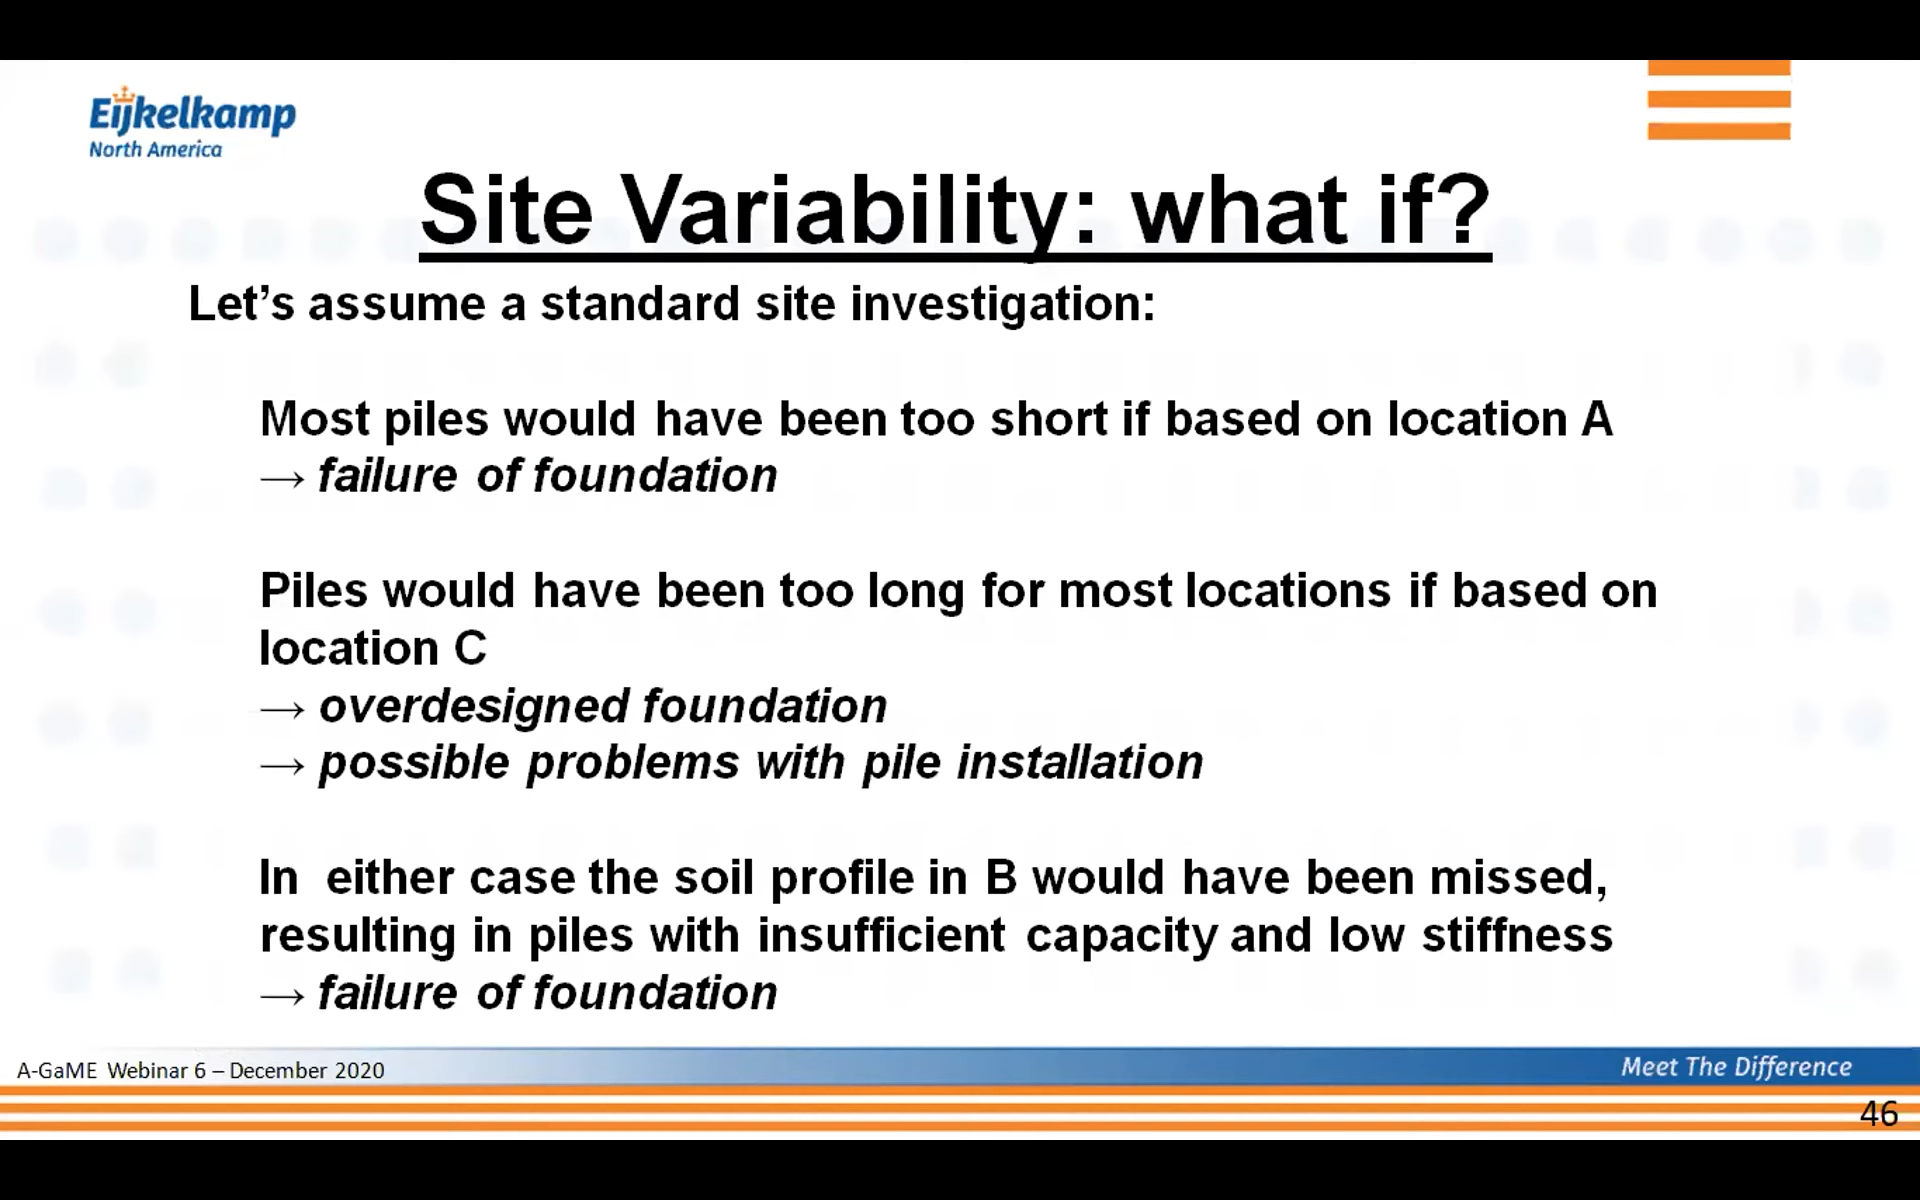 Eijkelkamp
North America
Site Variability: what if?
Let’s assume a standard site investigation:
Most piles would have been too short if based on location A
→ failure of foundation
Piles would have been too long for most locations if based on
location C
→ overdesigned foundation
→ possible problems with pile installation
In either case the soil profile in B would have been missed,
resulting in piles with insufficient capacity and low stiffness
→ failure of foundation
A-GaME Webinar 6 – December 2020
Meet The Difference
46